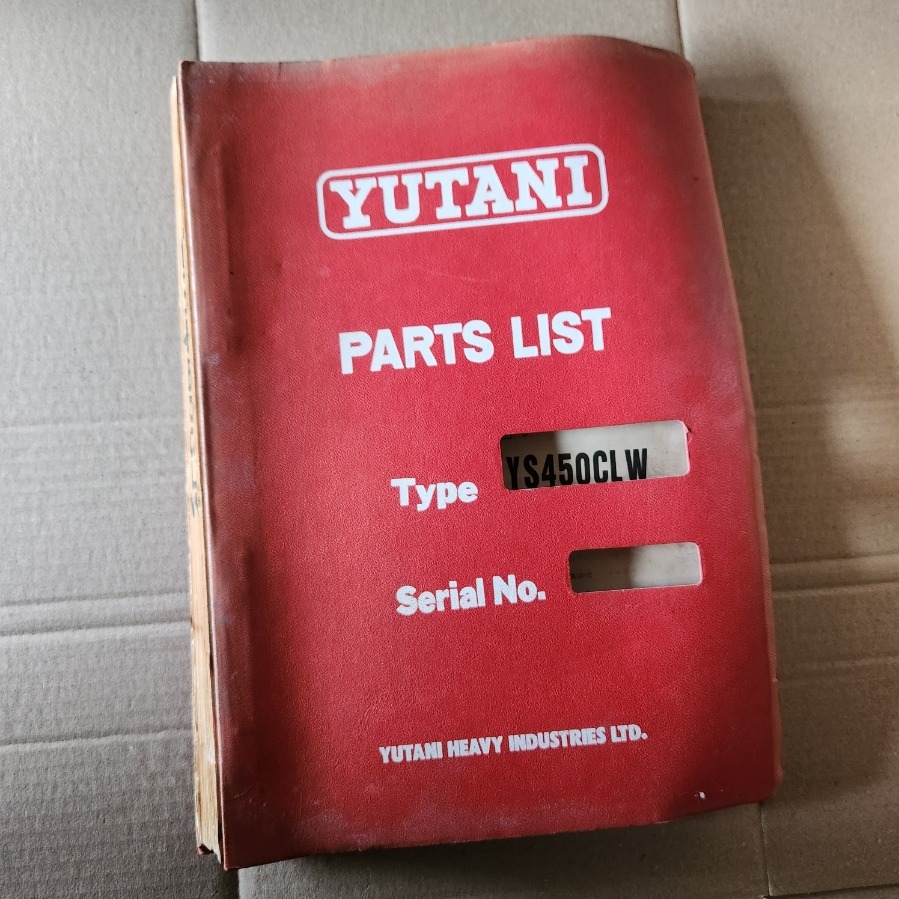 YUTANI
PARTS LIST
Type YS450CLW
Serial No.
YUTANI HEAVY INDUSTRIES LTD.